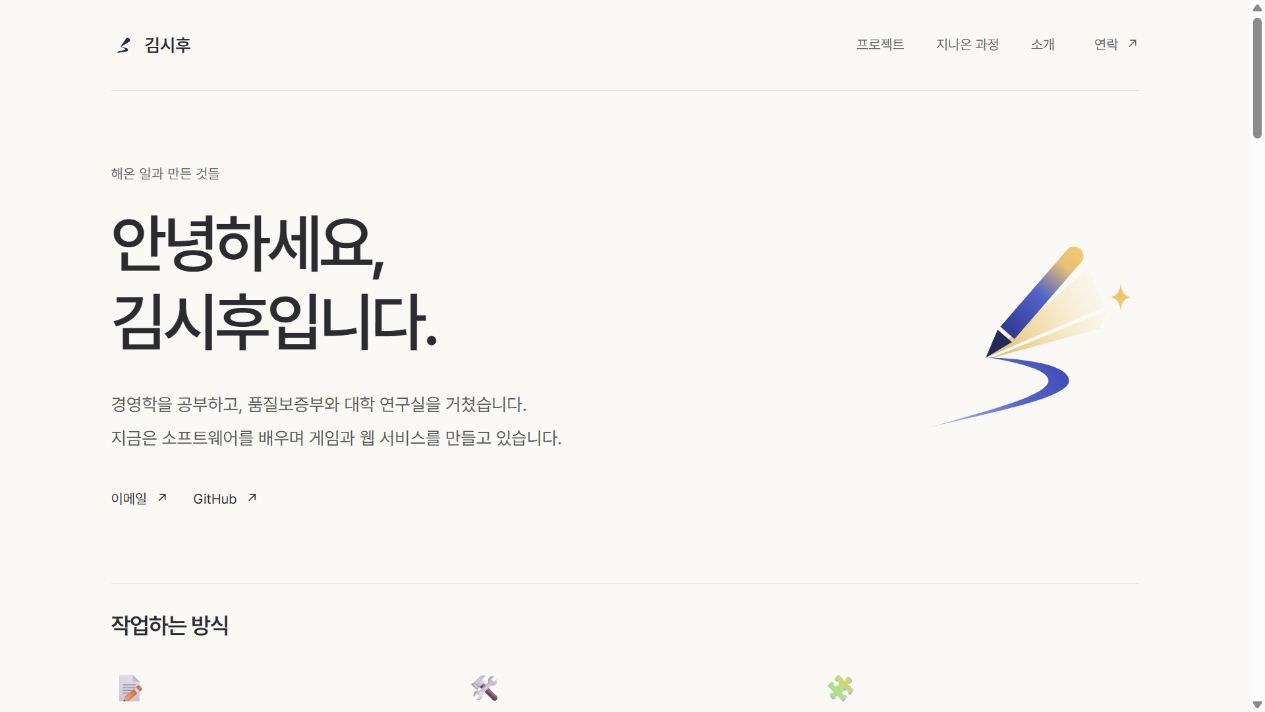 김시후
프로젝트 지나온 과정 소개 연락 ↗
해온 일과 만든 것들
안녕하세요,
김시후입니다.
경영학을 공부하고, 품질보증부와 대학 연구실을 거쳤습니다.
지금은 소프트웨어를 배우며 게임과 웹 서비스를 만들고 있습니다.
이메일 ↗ GitHub ↗
작업하는 방식